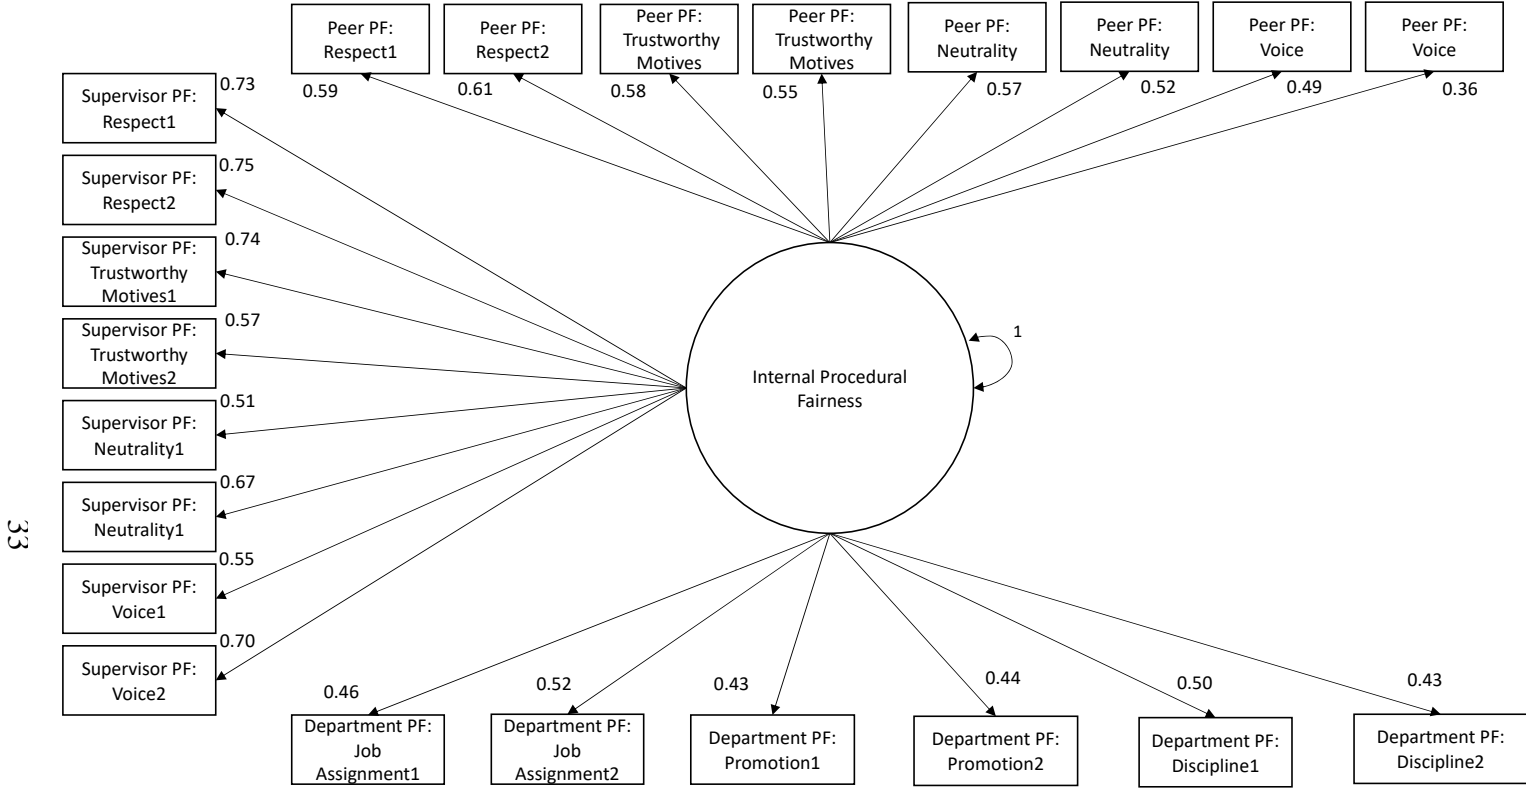 Peer PF:
Respect1
Peer PF:
Respect2
Peer PF:
Trustworthy
Motives
Peer PF:
Trustworthy
Motives
Peer PF:
Neutrality
Peer PF:
Neutrality
Peer PF:
Voice
Peer PF:
Voice
0.59
0.61
0.58
0.55
0.57
0.52
0.49
0.36
Supervisor PF:
Respect1
0.73
Supervisor PF:
Respect2
0.75
Supervisor PF:
Trustworthy
Motives1
0.74
Supervisor PF:
Trustworthy
Motives2
0.57
Supervisor PF:
Neutrality1
0.51
Supervisor PF:
Neutrality1
0.67
Supervisor PF:
Voice1
0.55
Supervisor PF:
Voice2
0.70
Internal Procedural
Fairness
1
0.46
0.52
0.43
0.44
0.50
0.43
Department PF:
Job
Assignment1
Department PF:
Job
Assignment2
Department PF:
Promotion1
Department PF:
Promotion2
Department PF:
Discipline1
Department PF:
Discipline2
33